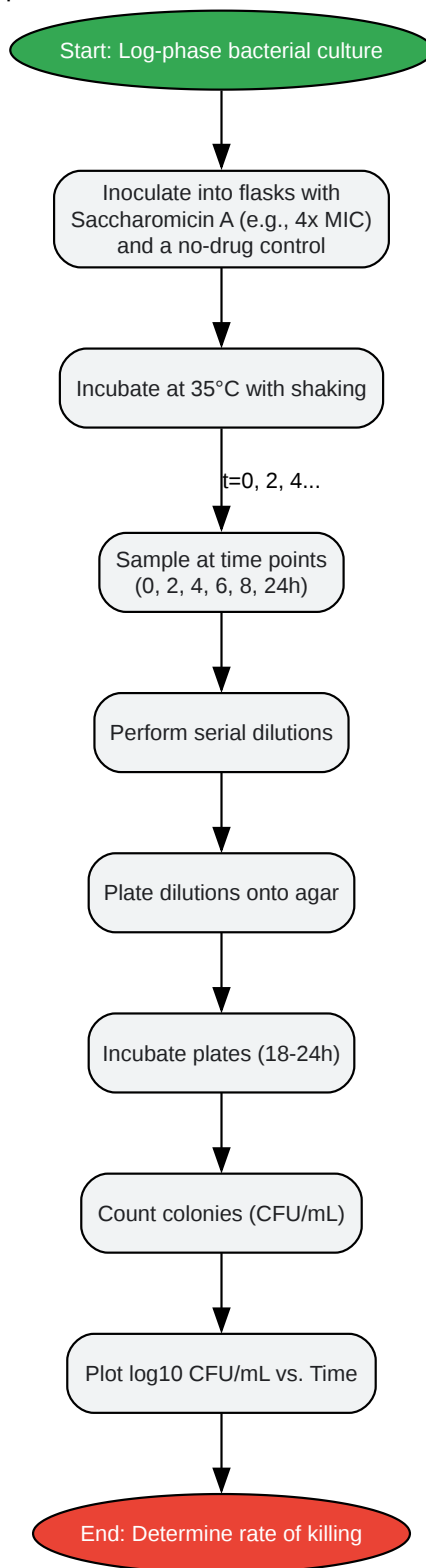 Start: Log-phase bacterial culture
Inoculate into flasks with
Saccharomicin A (e.g., 4x MIC)
and a no-drug control
Incubate at 35°C with shaking
t=0, 2, 4...
Sample at time points
(0, 2, 4, 6, 8, 24h)
Perform serial dilutions
Plate dilutions onto agar
Incubate plates (18-24h)
Count colonies (CFU/mL)
Plot log10 CFU/mL vs. Time
End: Determine rate of killing